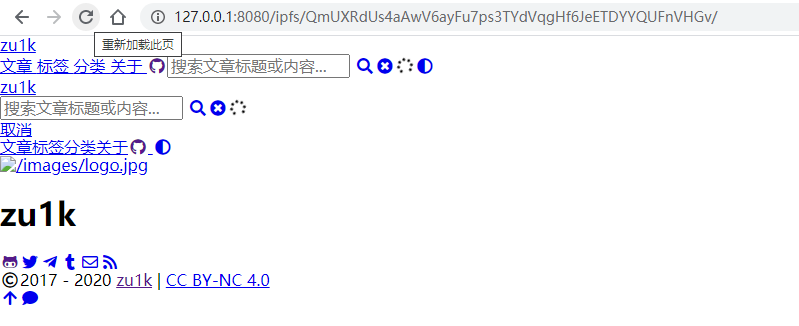 127.0.0.1:8080/ipfs/QmUXRdUs4aAwV6ayFu7ps3TYdVqgHf6JeETDYYQUFnVHGv/
重新加载此页
zu1k
文章 标签 分类 关于 搜索文章标题或内容...
zu1k
搜索文章标题或内容...
取消
文章标签分类关于
/images/logo.jpg
zu1k
©2017 - 2020 zu1k | CC BY-NC 4.0